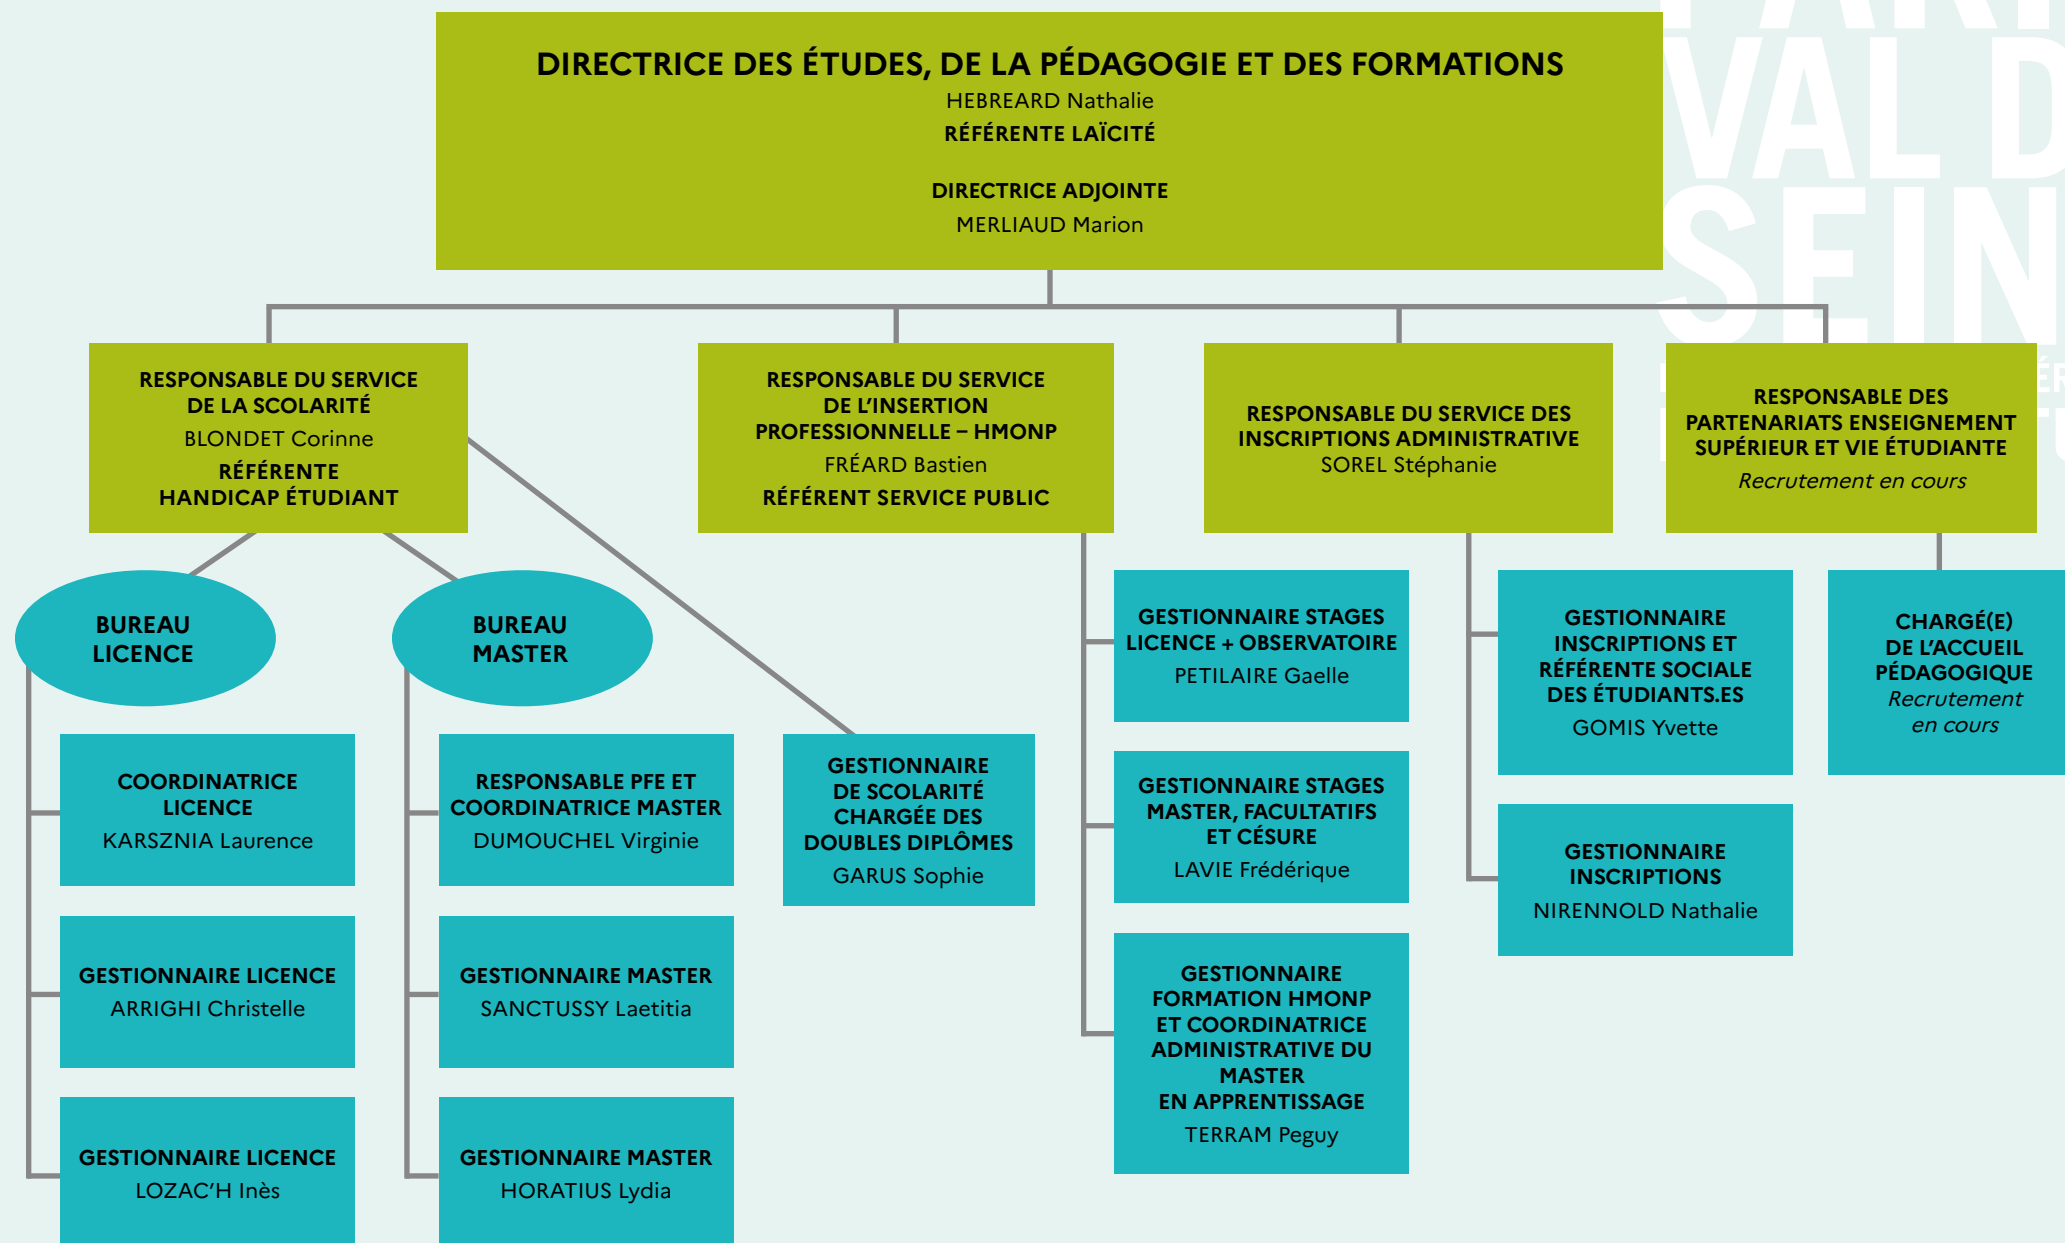 VAL D
SEIN
DIRECTRICE DES ÉTUDES, DE LA PÉDAGOGIE ET DES FORMATIONS
HEBREARD Nathalie
RÉFÉRENTE LAÏCITÉ
DIRECTRICE ADJOINTE
MERLIAUD Marion
RESPONSABLE DU SERVICE
DE LA SCOLARITÉ
BLONDET Corinne
RÉFÉRENTE
HANDICAP ÉTUDIANT
RESPONSABLE DU SERVICE
DE L’INSERTION
PROFESSIONNELLE – HMONP
FRÉARD Bastien
RÉFÉRENT SERVICE PUBLIC
RESPONSABLE DU SERVICE DES
INSCRIPTIONS ADMINISTRATIVE
SOREL Stéphanie
RESPONSABLE DES
PARTENARIATS ENSEIGNEMENT
SUPÉRIEUR ET VIE ÉTUDIANTE
Recrutement en cours
BUREAU
LICENCE
COORDINATRICE
LICENCE
KARSZNIA Laurence
GESTIONNAIRE LICENCE
ARRIGHI Christelle
GESTIONNAIRE LICENCE
LOZAC’H Inès
BUREAU
MASTER
RESPONSABLE PFE ET
COORDINATRICE MASTER
DUMOUCHEL Virginie
GESTIONNAIRE MASTER
SANCTUSSY Laetitia
GESTIONNAIRE MASTER
HORATIUS Lydia
GESTIONNAIRE
DE SCOLARITÉ
CHARGÉE DES
DOUBLES DIPLÔMES
GARUS Sophie
GESTIONNAIRE STAGES
LICENCE + OBSERVATOIRE
PETILAIRE Gaelle
GESTIONNAIRE STAGES
MASTER, FACULTATIFS
ET CÉSURE
LAVIE Frédérique
GESTIONNAIRE
FORMATION HMONP
ET COORDINATRICE
ADMINISTRATIVE DU
MASTER
EN APPRENTISSAGE
TERRAM Peguy
GESTIONNAIRE
INSCRIPTIONS ET
RÉFÉRENTE SOCIALE
DES ÉTUDIANTS.ES
GOMIS Yvette
GESTIONNAIRE
INSCRIPTIONS
NIRENNOLD Nathalie
CHARGÉ(E)
DE L’ACCUEIL
PÉDAGOGIQUE
Recrutement
en cours